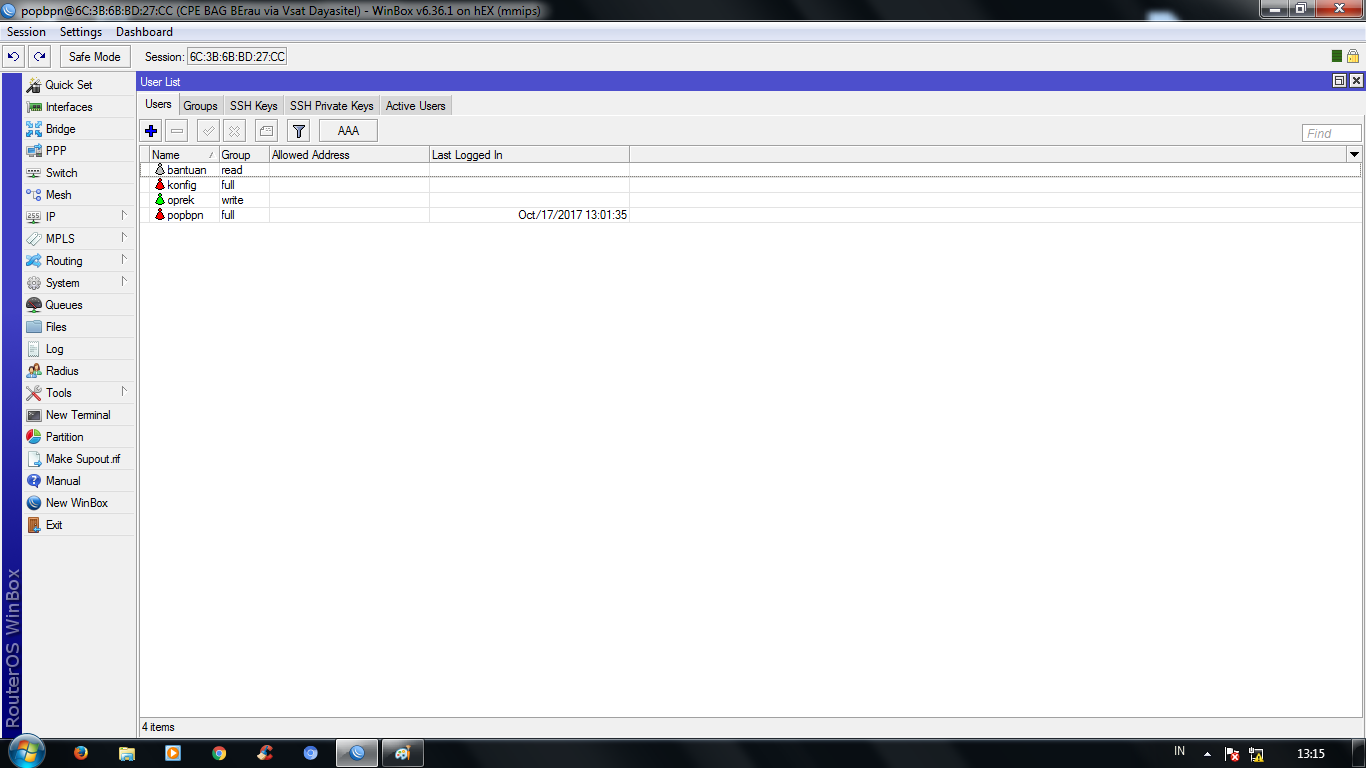 popbpn@6C:3B:6B:BD:27:CC (CPE BAG BErau via Vsat Dayasitel) - WinBox v6.36.1 on hEX (mmips)
Session Settings Dashboard
Safe Mode Session: 6C:3B:6B:BD:27:CC
Quick Set
Interfaces
Bridge
PPP
Switch
Mesh
IP
MPLS
Routing
System
Queues
Files
Log
Radius
Tools
New Terminal
Partition
Make Supout.rif
Manual
New WinBox
Exit
RouterOS WinBox
User List
Users Groups SSH Keys SSH Private Keys Active Users
AAA Find
Name Group Allowed Address Last Logged In
bantuan read
konfig full
oprek write
popbpn full Oct/17/2017 13:01:35
4 items
IN 13:15